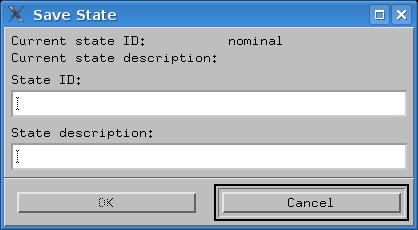 Save State
Current state ID: nominal
Current state description:
State ID:
State description:
OK Cancel